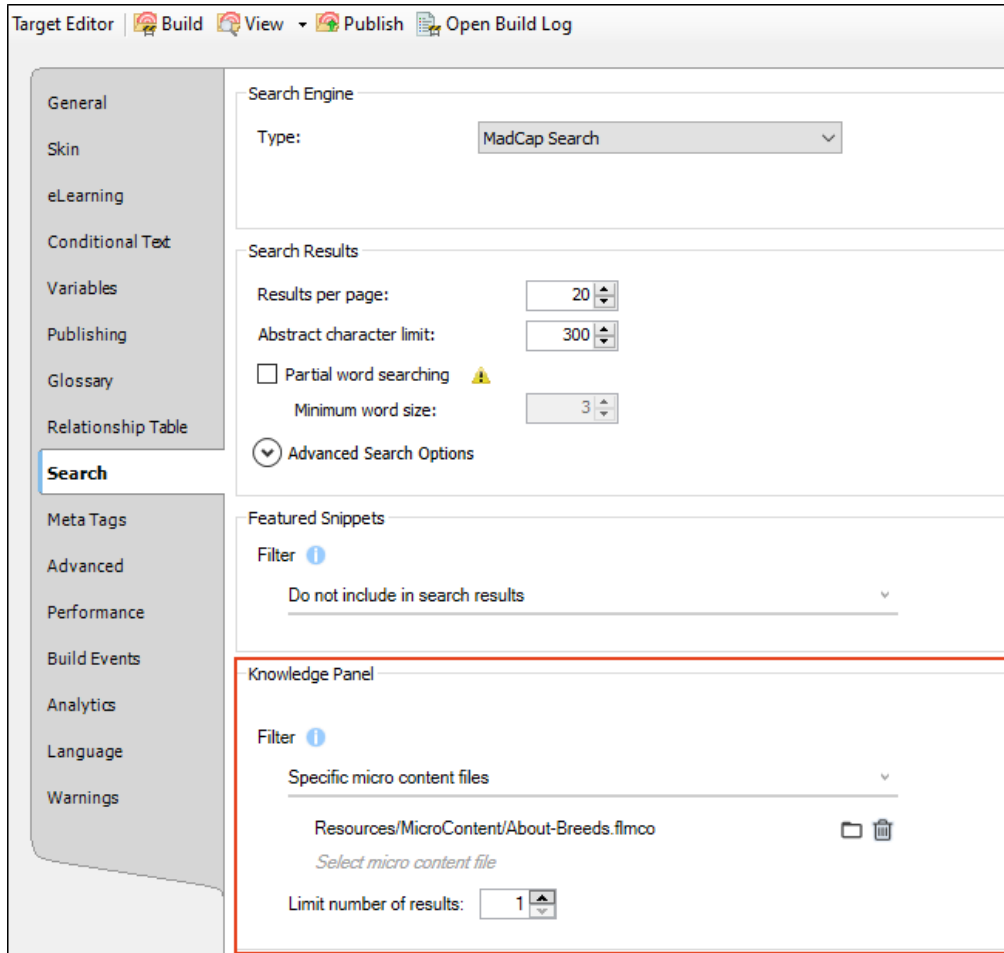 Target Editor Build View Publish Open Build Log
General
Skin
eLearning
Conditional Text
Variables
Publishing
Glossary
Relationship Table
Search
Meta Tags
Advanced
Performance
Build Events
Analytics
Language
Warnings
Search Engine
Type: MadCap Search
Search Results
Results per page: 20
Abstract character limit: 300
Partial word searching
Minimum word size: 3
Advanced Search Options
Featured Snippets
Filter
Do not include in search results
Knowledge Panel
Filter
Specific micro content files
Resources/MicroContent/About-Breeds.flmco
Select micro content file
Limit number of results: 1